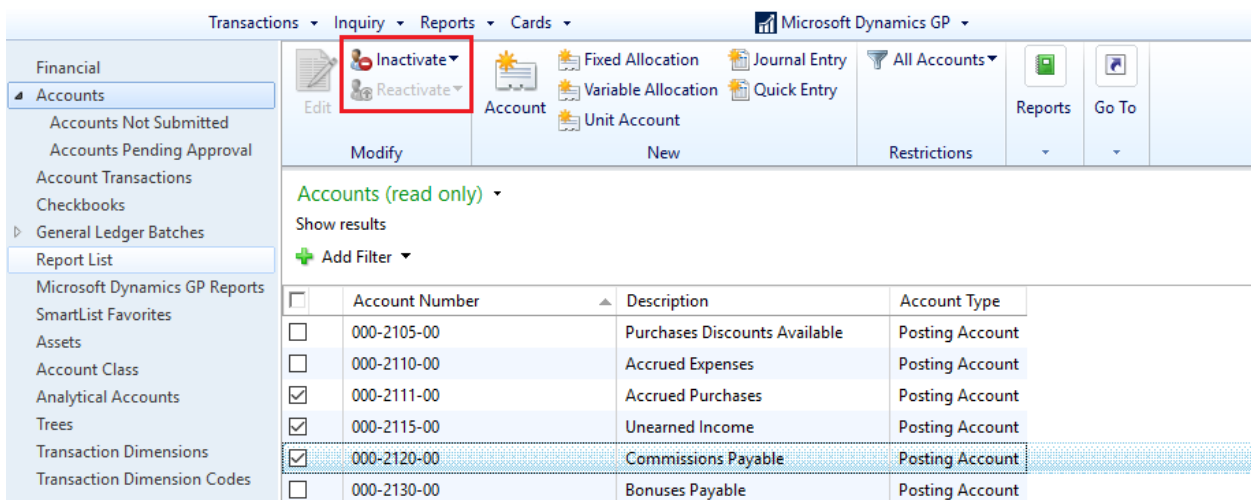 Transactions Inquiry Reports Cards Microsoft Dynamics GP
Financial
Accounts
Accounts Not Submitted
Accounts Pending Approval
Account Transactions
Checkbooks
General Ledger Batches
Report List
Microsoft Dynamics GP Reports
SmartList Favorites
Assets
Account Class
Analytical Accounts
Trees
Transaction Dimensions
Transaction Dimension Codes
Edit
Inactivate
Reactivate
Modify
Account
Fixed Allocation
Variable Allocation
Unit Account
Journal Entry
Quick Entry
New
All Accounts
Restrictions
Reports
Go To
Accounts (read only)
Show results
Add Filter
Account Number Description Account Type
000-2105-00 Purchases Discounts Available Posting Account
000-2110-00 Accrued Expenses Posting Account
000-2111-00 Accrued Purchases Posting Account
000-2115-00 Unearned Income Posting Account
000-2120-00 Commissions Payable Posting Account
000-2130-00 Bonuses Payable Posting Account